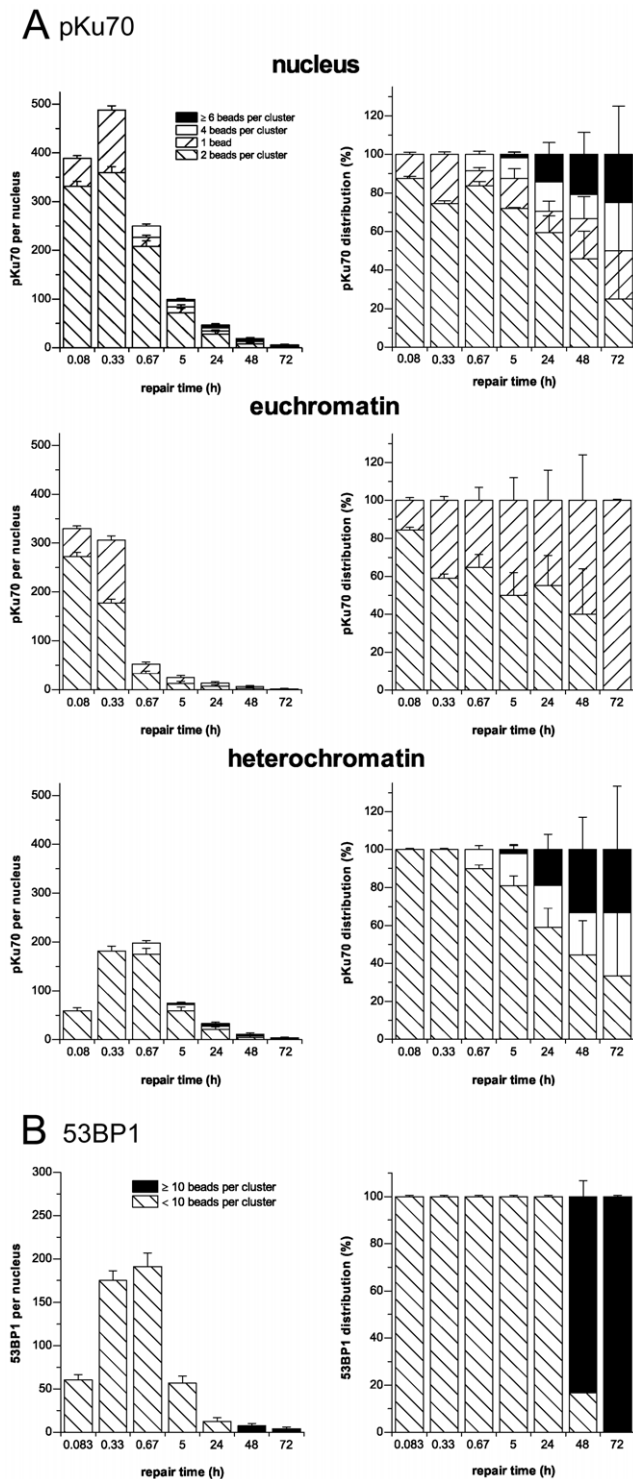 A pKu70
nucleus
500
400
300
200
100
0
pKu70 per nucleus
≥ 6 beads per cluster
4 beads per cluster
1 bead
2 beads per cluster
0.08 0.33 0.67 5 24 48 72
repair time (h)
120
100
80
60
40
20
0
pKu70 distribution (%)
0.08 0.33 0.67 5 24 48 72
repair time (h)
euchromatin
500
400
300
200
100
0
pKu70 per nucleus
0.08 0.33 0.67 5 24 48 72
repair time (h)
120
100
80
60
40
20
0
pKu70 distribution (%)
0.08 0.33 0.67 5 24 48 72
repair time (h)
heterochromatin
500
400
300
200
100
0
pKu70 per nucleus
0.08 0.33 0.67 5 24 48 72
repair time (h)
120
100
80
60
40
20
0
pKu70 distribution (%)
0.08 0.33 0.67 5 24 48 72
repair time (h)
B 53BP1
300
250
200
150
100
50
0
53BP1 per nucleus
≥ 10 beads per cluster
< 10 beads per cluster
0.083 0.33 0.67 5 24 48 72
repair time (h)
100
80
60
40
20
0
53BP1 distribution (%)
0.083 0.33 0.67 5 24 48 72
repair time (h)